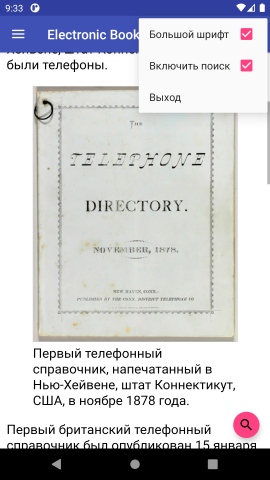 9:33
Electronic Book
Большой шрифт
Включить поиск
Выход
были телефоны.
THE
TELEPHONE
DIRECTORY.
NOVEMBER, 1878.
NEW HAVEN, CONN.:
PUBLISHED BY THE CONN. DISTRICT TELEPHONE CO
Первый телефонный
справочник, напечатанный в
Нью-Хейвене, штат Коннектикут,
США, в ноябре 1878 года.
Первый британский телефонный
справочник был опубликован 15 января